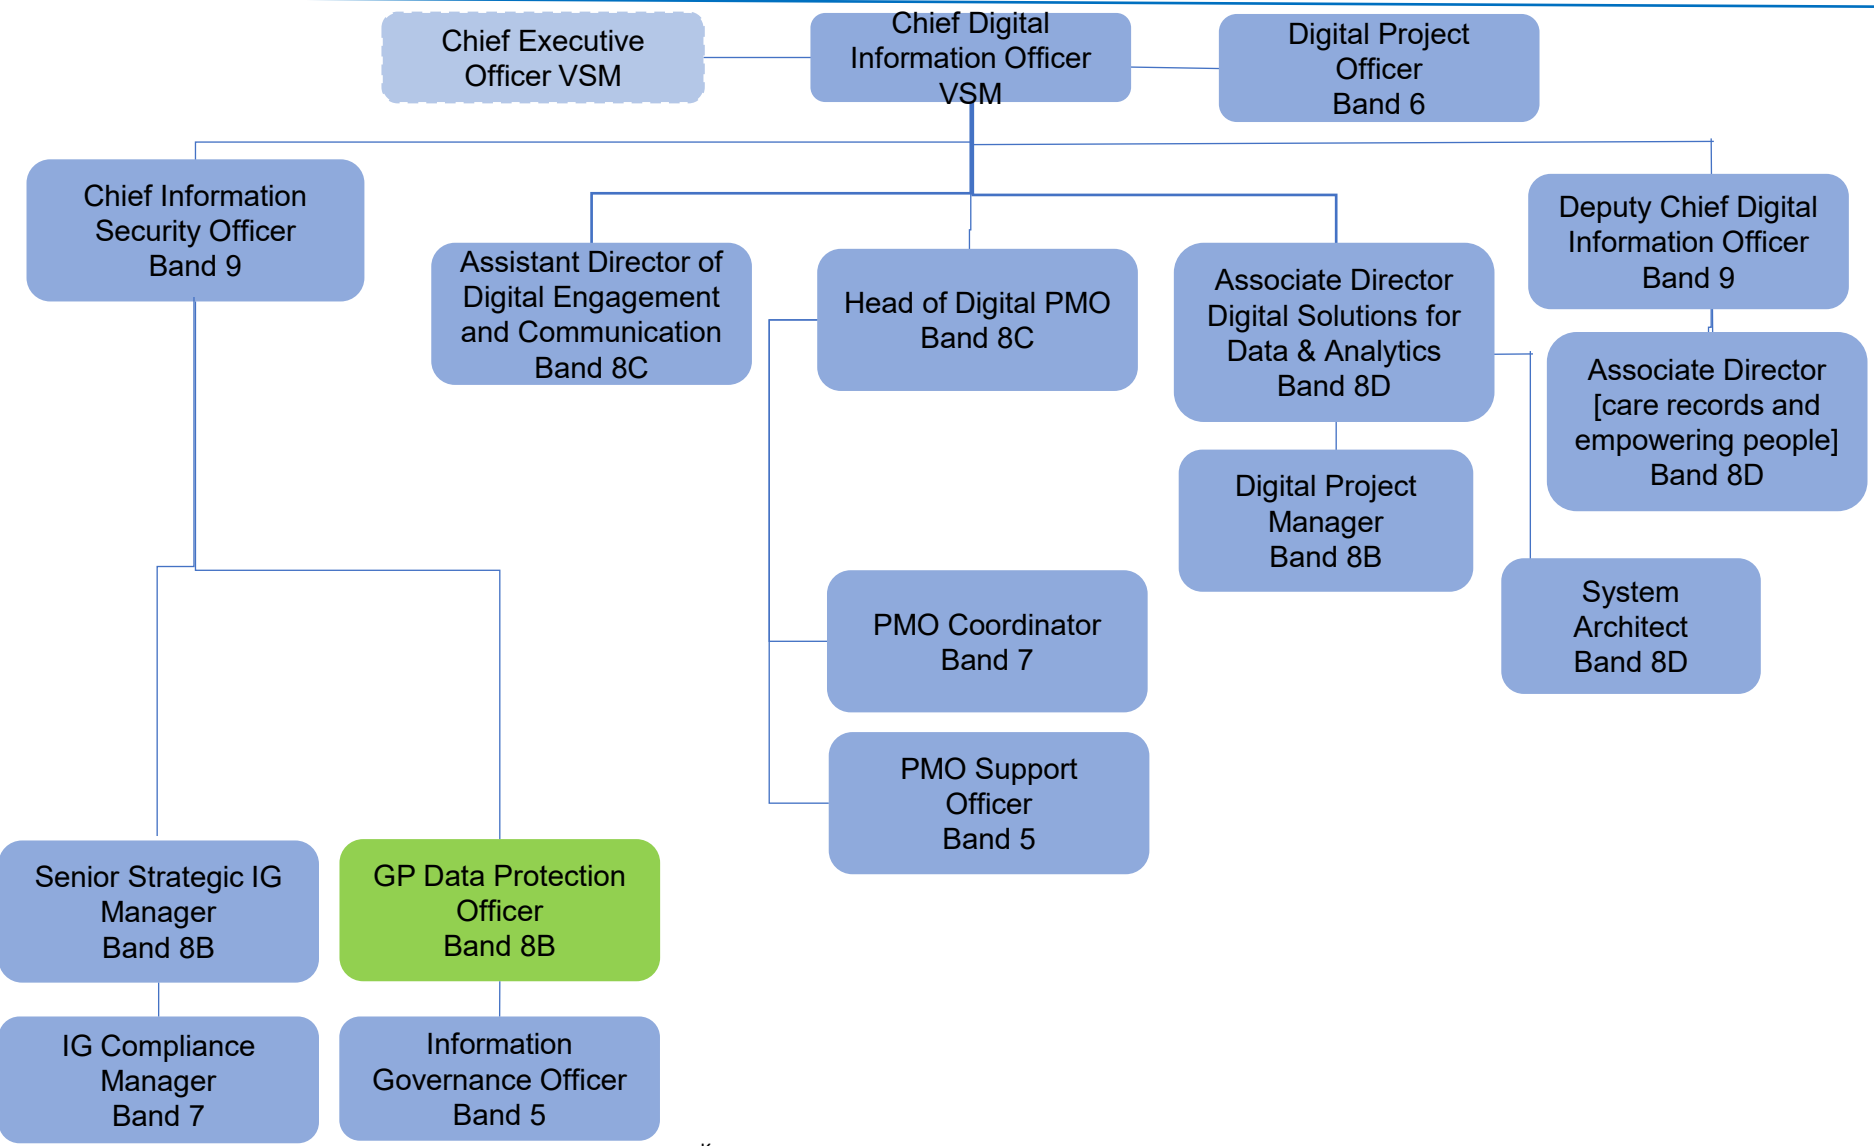 Chief Executive
Officer VSM
Chief Digital
Information Officer
VSM
Digital Project
Officer
Band 6
Chief Information
Security Officer
Band 9
Assistant Director of
Digital Engagement
and Communication
Band 8C
Head of Digital PMO
Band 8C
Associate Director
Digital Solutions for
Data & Analytics
Band 8D
Deputy Chief Digital
Information Officer
Band 9
Associate Director
[care records and
empowering people]
Band 8D
Digital Project
Manager
Band 8B
System
Architect
Band 8D
PMO Coordinator
Band 7
PMO Support
Officer
Band 5
Senior Strategic IG
Manager
Band 8B
GP Data Protection
Officer
Band 8B
IG Compliance
Manager
Band 7
Information
Governance Officer
Band 5